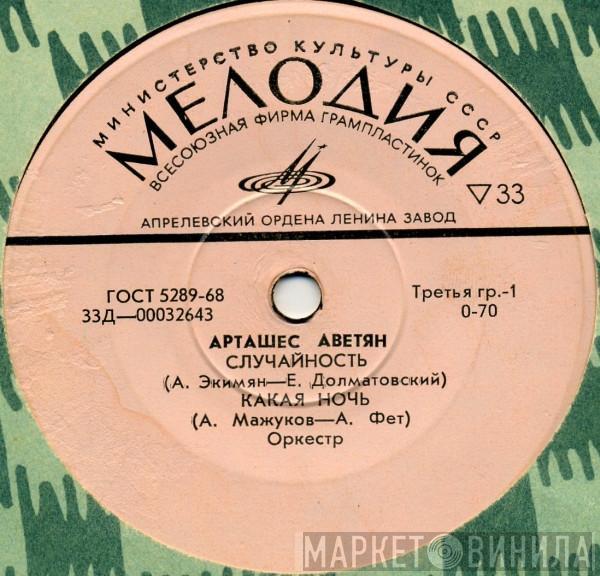 МИНИСТЕРСТВО КУЛЬТУРЫ СССР
МЕЛОДИЯ
ВСЕСОЮЗНАЯ ФИРМА ГРАМПЛАСТИНОК
▽33
АПРЕЛЕВСКИЙ ОРДЕНА ЛЕНИНА ЗАВОД
ГОСТ 5289-68
33Д—00032643
Третья гр.-1
0-70
АРТАШЕС АВЕТЯН
СЛУЧАЙНОСТЬ
(А. Экимян—Е. Долматовский)
КАКАЯ НОЧЬ
(А. Мажуков—А. Фет)
Оркестр
МАРКЕТ ВИНИЛА